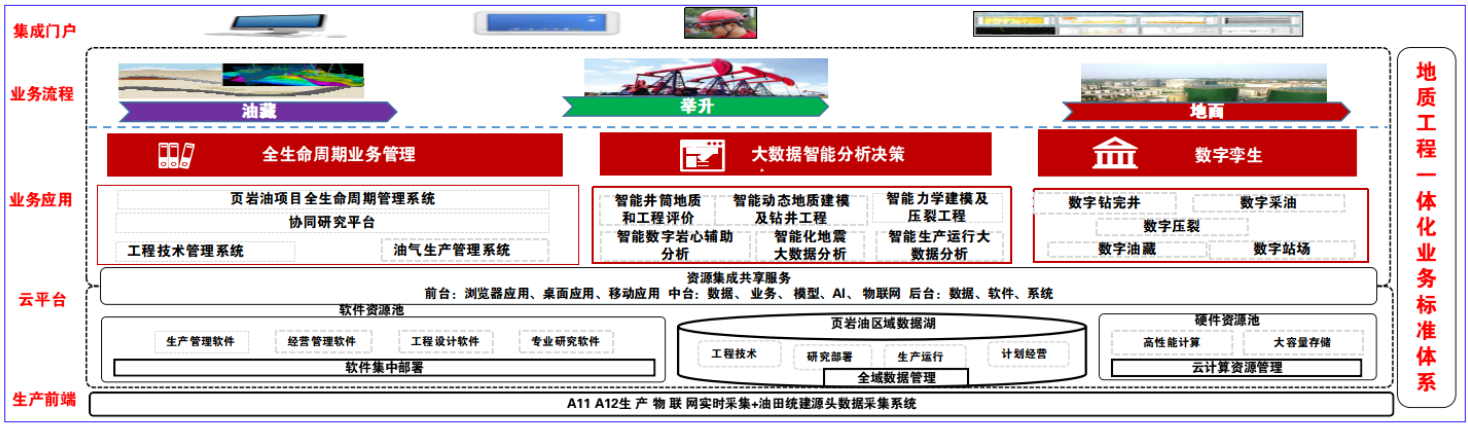 集成门户
业务流程
油藏
举升
地面
全生命周期业务管理
大数据智能分析决策
数字孪生
业务应用
页岩油项目全生命周期管理系统
协同研究平台
工程技术管理系统
油气生产管理系统
智能井筒地质
和工程评价
智能动态地质建模
及钻井工程
智能力学建模及
压裂工程
智能数字岩心辅助
分析
智能化地震
大数据分析
智能生产运行大
数据分析
数字钻完井
数字采油
数字压裂
数字油藏
数字站场
云平台
资源集成共享服务
前台：浏览器应用、桌面应用、移动应用 中台：数据、业务、模型、AI、物联网 后台：数据、软件、系统
软件资源池
生产管理软件
经营管理软件
工程设计软件
专业研究软件
软件集中部署
页岩油区域数据湖
工程技术
研究部署
生产运行
计划经营
全域数据管理
硬件资源池
高性能计算
大容量存储
云计算资源管理
生产前端
A11 A12生 产 物 联 网实时采集+油田统建源头数据采集系统
地质工程一体化业务标准体系